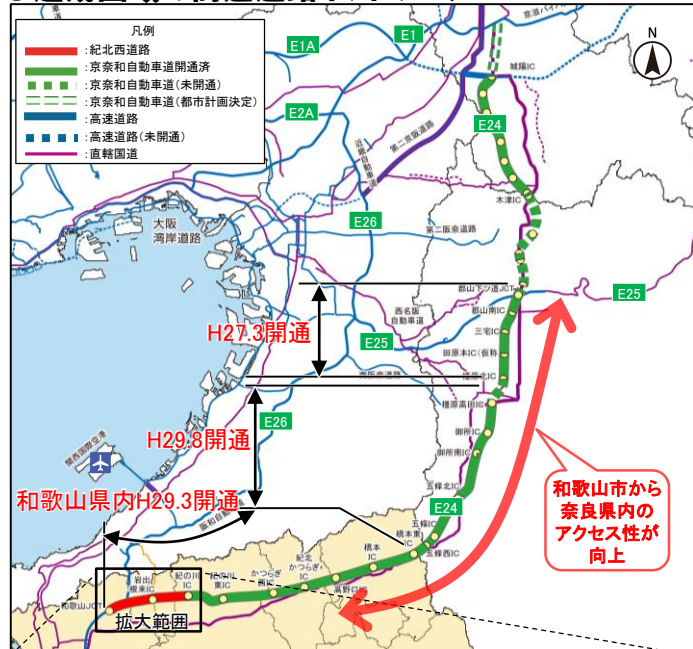 凡例
:紀北西道路
:京奈和自動車道開通済
:京奈和自動車道(未開通)
:京奈和自動車道(都市計画決定)
:高速道路
:高速道路(未開通)
:直轄国道
E1A
E1
N
城陽IC
E2A
E24
第二京阪道路
近畿自動車道
木津IC
大阪
湾岸道路
E26
第二阪奈道路
郡山下ツ道JCT
西名阪
自動車道
郡山南IC
E25
H27.3開通
三宅IC
E25
田原本IC(仮称
橿原北IC
南阪奈道路
橿原高田IC
H29.8開通
E26
御所IC
関西国際空港
御所南IC
和歌山県内H29.3開通
五條北IC
和歌山市から
奈良県内の
アクセス性が
向上
阪和自動車道
E24
五條IC
橋本東IC
五條西IC
橋本
IC
紀北
かつらぎ
IC
かつらぎ
西IC
高野口IC
紀の川
東IC
紀の川
IC
岩出
根来IC
和歌山JCT
拡大範囲